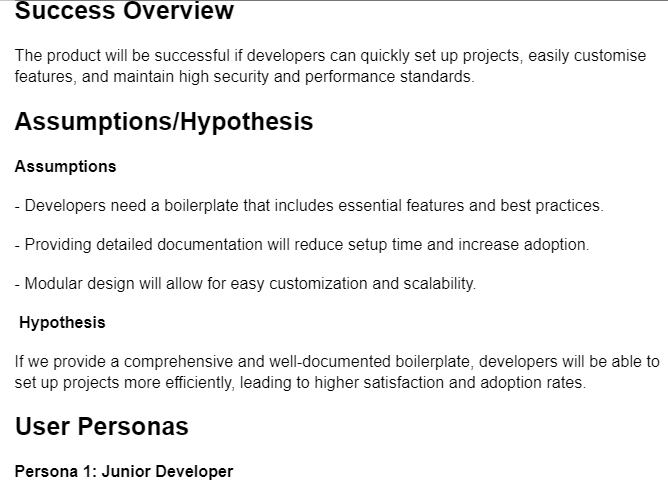 Success Overview
The product will be successful if developers can quickly set up projects, easily customise
features, and maintain high security and performance standards.
Assumptions/Hypothesis
Assumptions
- Developers need a boilerplate that includes essential features and best practices.
- Providing detailed documentation will reduce setup time and increase adoption.
- Modular design will allow for easy customization and scalability.
Hypothesis
If we provide a comprehensive and well-documented boilerplate, developers will be able to
set up projects more efficiently, leading to higher satisfaction and adoption rates.
User Personas
Persona 1: Junior Developer